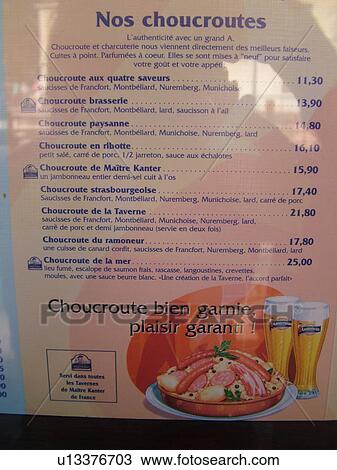 Nos choucroutes
L'authenticité avec un grand A.
Choucroute et charcuterie nous viennent directement des meilleurs faiseurs.
Cuites à point. Parfumées à coeur. Elles se sont mises à "neuf" pour satisfaire
votre goût et votre appétit
Choucroute aux quatre saveurs 11,30
saucisses de Francfort, Montbéliard, Nuremberg, Munichoise
Choucroute brasserie 13,90
saucisses de Francfort, Montbéliard, lard, saucisson à l'ail
Choucroute paysanne 14,80
saucisses de Francfort, Montbéliard, Munichoise, Nuremberg, lard
Choucroute en ribotte 16,10
petit salé, carré de porc, 1/2 jarreton, sauce aux échalotes
Choucroute de Maître Kanter 15,90
un jambonneau entier demi-sel cuit à l'os
Choucroute strasbourgeoise 17,40
Saucisses de Francfort, Montbéliard, Munichoise, Nuremberg, lard, carré de porc
Choucroute de la Taverne 21,80
saucisses de Francfort, Montbéliard, Munichoise, Nuremberg, lard,
carré de porc et demi jambonneau (servie en deux fois)
Choucroute du ramoneur 17,80
une cuisse de canard confit, saucisses de Francfort, Nuremberg, Montbéliard, lard
Choucroute de la mer 25,00
lieu fumé, escalope de saumon frais, rascasse, langoustines, crevettes,
moules, avec une sauce beurre blanc. «Une création de la Taverne, l'accord parfait»
Choucroute bien garnie,
plaisir garanti !
FOTOSEARCH
Servi dans toutes
les Tavernes
de Maître Kanter
de France
u13376703 www.fotosearch.com